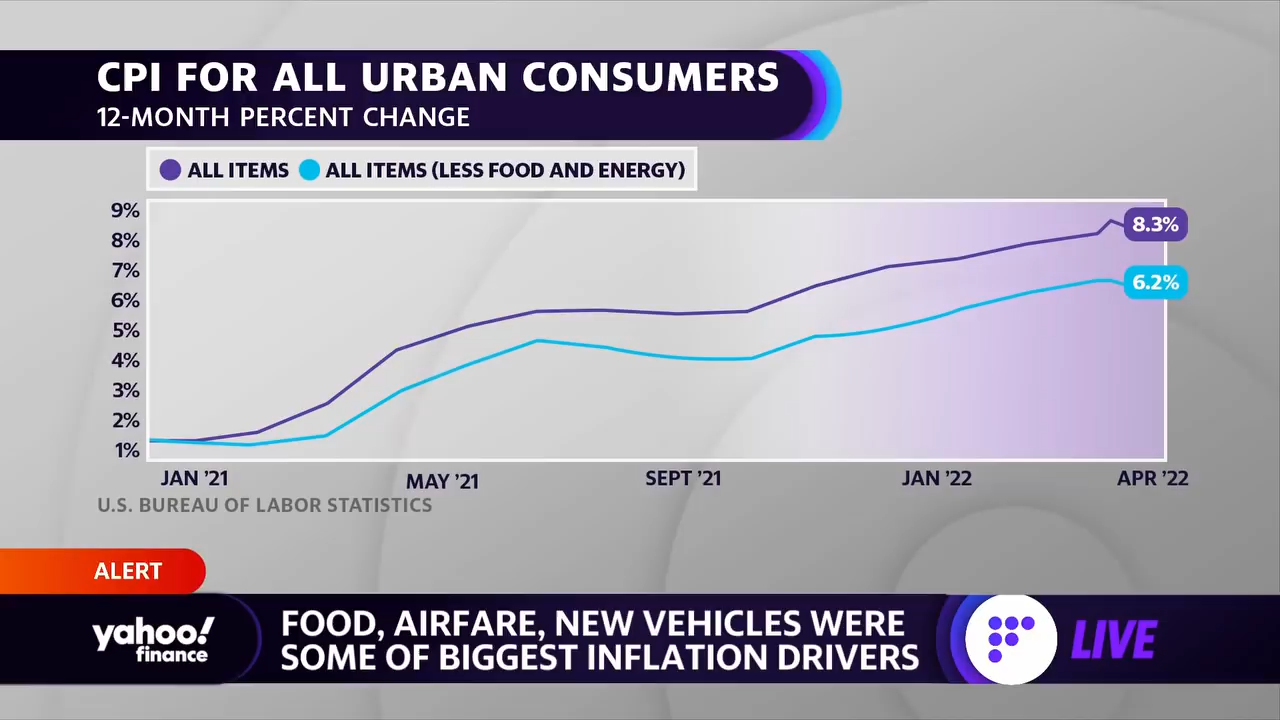 CPI FOR ALL URBAN CONSUMERS
12-MONTH PERCENT CHANGE
ALL ITEMS ALL ITEMS (LESS FOOD AND ENERGY)
9%
8%
7%
6%
5%
4%
3%
2%
1%
8.3%
6.2%
JAN ’21 MAY ’21 SEPT ’21 JAN ’22 APR ’22
U.S. BUREAU OF LABOR STATISTICS
ALERT
yahoo!
finance
FOOD, AIRFARE, NEW VEHICLES WERE
SOME OF BIGGEST INFLATION DRIVERS
LIVE